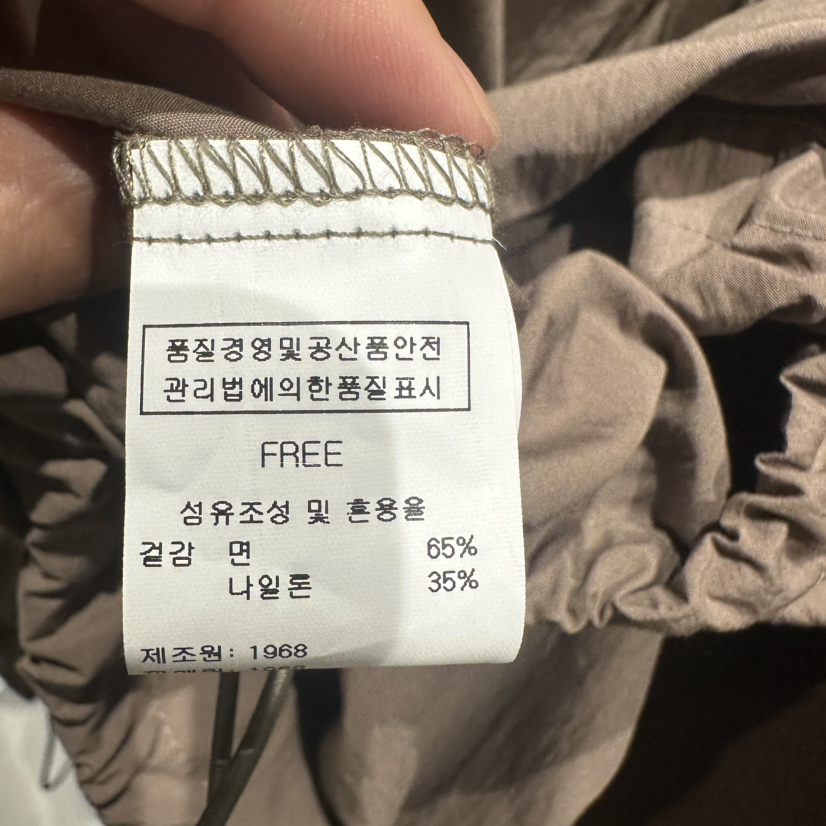 품질경영및공산품안전
관리법에의한품질표시
FREE
섬유조성 및 혼용율
겉감 면 65%
나일론 35%
제조원: 1968